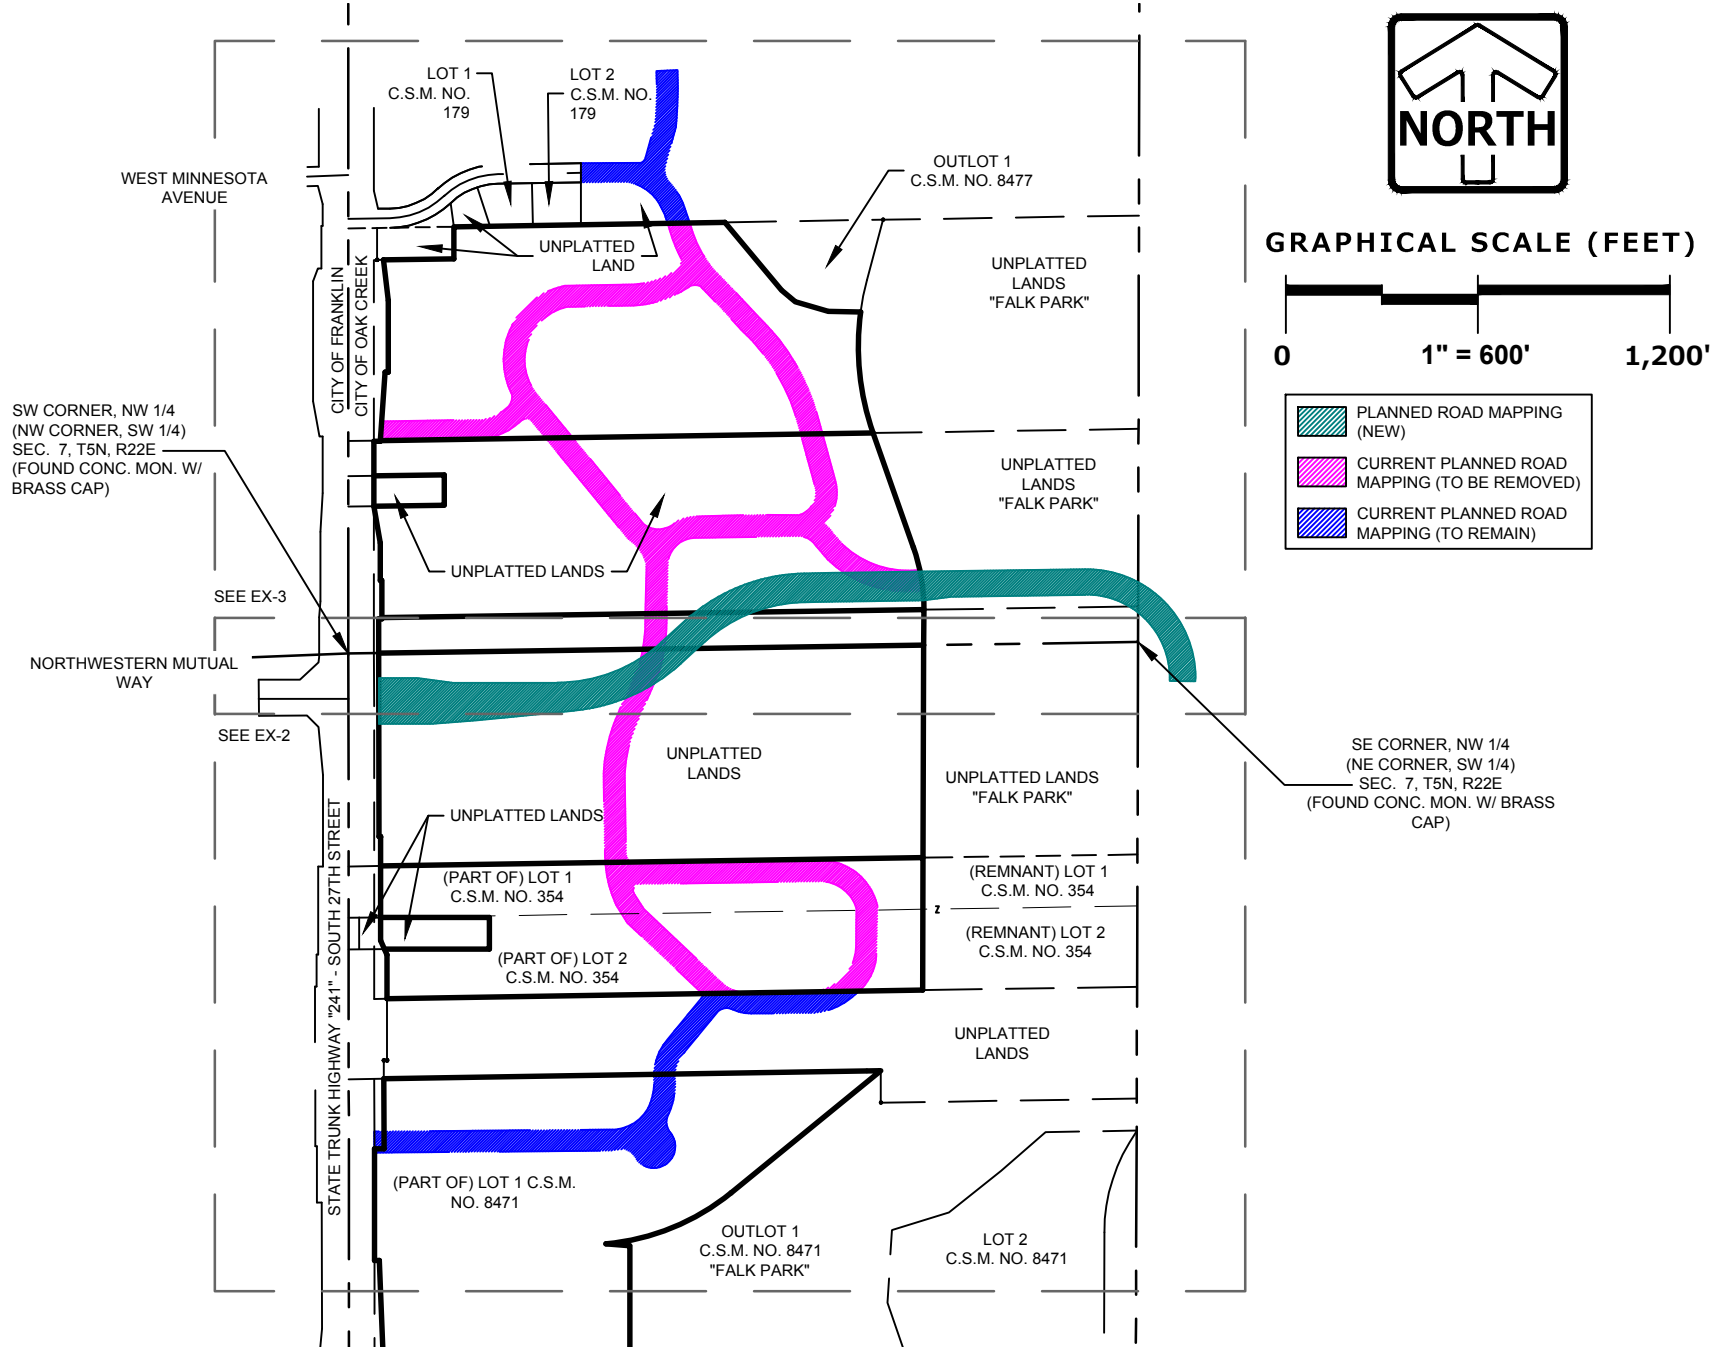 LOT 1
C.S.M. NO.
179
LOT 2
C.S.M. NO.
179
NORTH
WEST MINNESOTA
AVENUE
OUTLOT 1
C.S.M. NO. 8477
UNPLATTED
LAND
GRAPHICAL SCALE (FEET)
0
1" = 600'
1,200'
UNPLATTED
LANDS
"FALK PARK"
CITY OF FRANKLIN
CITY OF OAK CREEK
PLANNED ROAD MAPPING
(NEW)
CURRENT PLANNED ROAD
MAPPING (TO BE REMOVED)
CURRENT PLANNED ROAD
MAPPING (TO REMAIN)
SW CORNER, NW 1/4
(NW CORNER, SW 1/4)
SEC. 7, T5N, R22E
(FOUND CONC. MON. W/
BRASS CAP)
UNPLATTED
LANDS
"FALK PARK"
UNPLATTED LANDS
SEE EX-3
NORTHWESTERN MUTUAL
WAY
SEE EX-2
UNPLATTED
LANDS
UNPLATTED LANDS
"FALK PARK"
SE CORNER, NW 1/4
(NE CORNER, SW 1/4)
SEC. 7, T5N, R22E
(FOUND CONC. MON. W/ BRASS
CAP)
UNPLATTED LANDS
STATE TRUNK HIGHWAY "241" - SOUTH 27TH STREET
(PART OF) LOT 1
C.S.M. NO. 354
(REMNANT) LOT 1
C.S.M. NO. 354
z
(PART OF) LOT 2
C.S.M. NO. 354
(REMNANT) LOT 2
C.S.M. NO. 354
UNPLATTED
LANDS
(PART OF) LOT 1 C.S.M.
NO. 8471
OUTLOT 1
C.S.M. NO. 8471
"FALK PARK"
LOT 2
C.S.M. NO. 8471